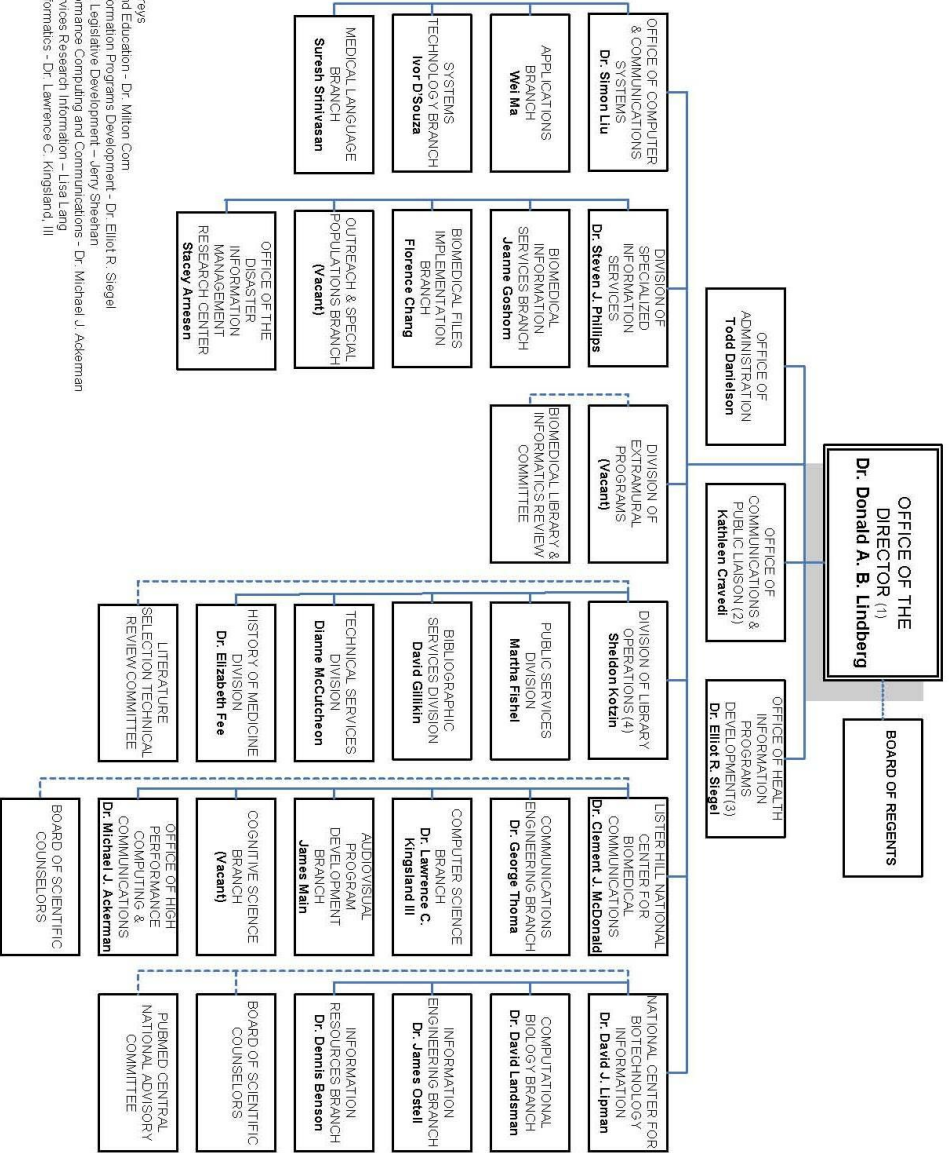 OFFICE OF THE
DIRECTOR (1)
Dr. Donald A. B. Lindberg
BOARD OF REGENTS
OFFICE OF
ADMINISTRATION
Todd Danielson
OFFICE OF
COMMUNICATIONS &
PUBLIC LIAISON (2)
Kathleen Cravedi
OFFICE OF HEALTH
INFORMATION
PROGRAMS
DEVELOPMENT(3)
Dr. Elliot R. Siegel
OFFICE OF COMPUTER
& COMMUNICATIONS
SYSTEMS
Dr. Simon Liu
APPLICATIONS
BRANCH
Wei Ma
SYSTEMS
TECHNOLOGY BRANCH
Ivor D'Souza
MEDICAL LANGUAGE
BRANCH
Suresh Srinivasan
DIVISION OF
SPECIALIZED
INFORMATION
SERVICES
Dr. Steven J. Phillips
BIOMEDICAL
INFORMATION
SERVICES BRANCH
Jeanne Goshorn
BIOMEDICAL FILES
IMPLEMENTATION
BRANCH
Florence Chang
OUTREACH & SPECIAL
POPULATIONS BRANCH
(Vacant)
OFFICE OF THE
DISASTER
INFORMATION
MANAGEMENT
RESEARCH CENTER
Stacey Arnesen
DIVISION OF
EXTRAMURAL
PROGRAMS
(Vacant)
BIOMEDICAL LIBRARY &
INFORMATICS REVIEW
COMMITTEE
DIVISION OF LIBRARY
OPERATIONS (4)
Sheldon Kotzin
PUBLIC SERVICES
DIVISION
Martha Fishel
BIBLIOGRAPHIC
SERVICES DIVISION
David Gillikin
TECHNICAL SERVICES
DIVISION
Dianne McCutcheon
HISTORY OF MEDICINE
DIVISION
Dr. Elizabeth Fee
LITERATURE
SELECTION TECHNICAL
REVIEW COMMITTEE
LISTER HILL NATIONAL
CENTER FOR
BIOMEDICAL
COMMUNICATIONS
Dr. Clement J. McDonald
COMMUNICATIONS
ENGINEERING BRANCH
Dr. George Thoma
COMPUTER SCIENCE
BRANCH
Dr. Lawrence C.
Kingsland III
AUDIOVISUAL
PROGRAM
DEVELOPMENT
BRANCH
James Main
COGNITIVE SCIENCE
BRANCH
(Vacant)
OFFICE OF HIGH
PERFORMANCE
COMPUTING &
COMMUNICATIONS
Dr. Michael J. Ackerman
BOARD OF SCIENTIFIC
COUNSELORS
NATIONAL CENTER FOR
BIOTECHNOLOGY
INFORMATION
Dr. David J. Lipman
COMPUTATIONAL
BIOLOGY BRANCH
Dr. David Landsman
INFORMATION
ENGINEERING BRANCH
Dr. James Ostell
INFORMATION
RESOURCES BRANCH
Dr. Dennis Benson
BOARD OF SCIENTIFIC
COUNSELORS
PUBMED CENTRAL
NATIONAL ADVISORY
COMMITTEE
reys
nd Education - Dr. Milton Corn
formation Programs Development - Dr. Elliot R. Siegel
Legislative Development – Jerry Sheehan
ormance Computing and Communications - Dr. Michael J. Ackerman
rvices Research Information – Lisa Lang
formatics - Dr. Lawrence C. Kingsland, III